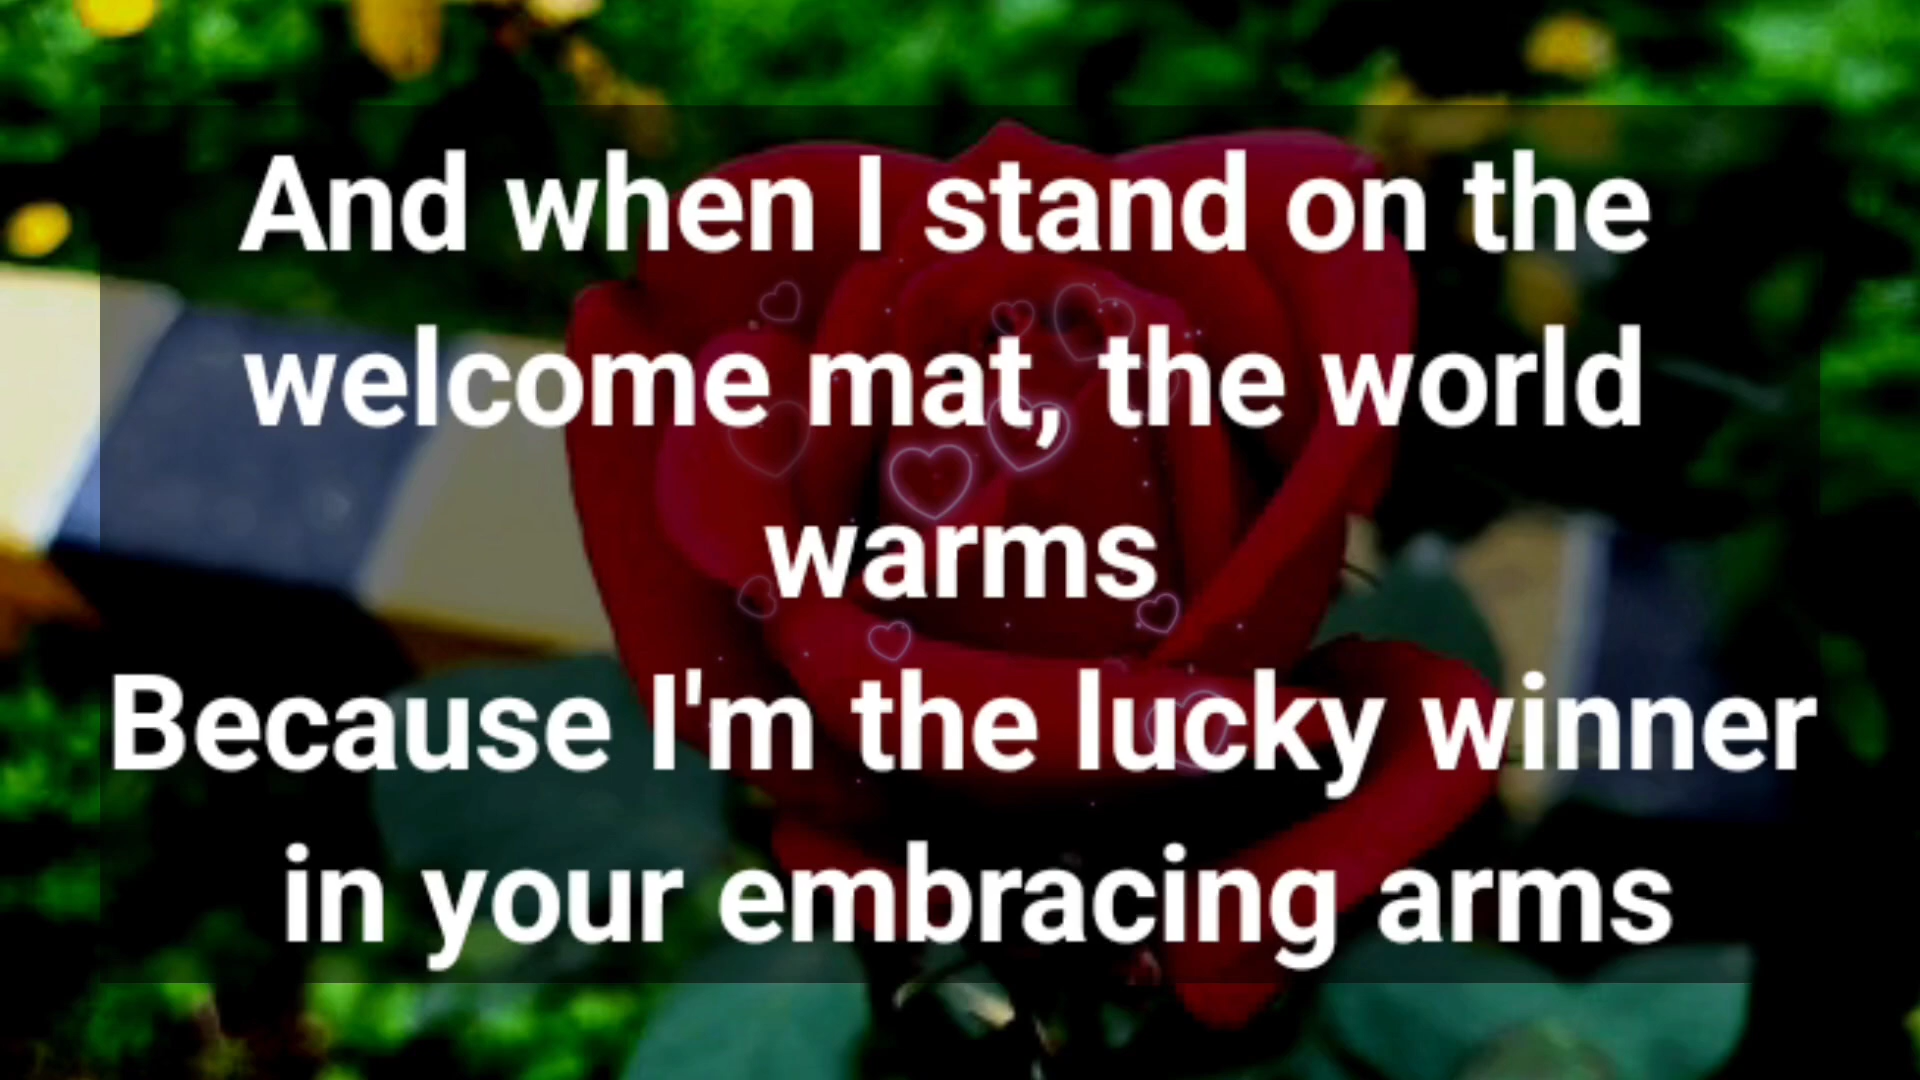 And when I stand on the
welcome mat, the world
warms
Because I'm the lucky winner
in your embracing arms